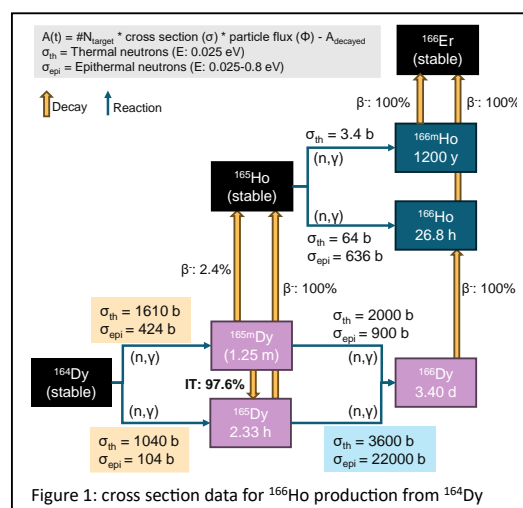 A(t) = #N_target * cross section (σ) * particle flux (Φ) - A_decayed
σ_th = Thermal neutrons (E: 0.025 eV)
σ_epi = Epithermal neutrons (E: 0.025-0.8 eV)
Decay
Reaction
¹⁶⁶Er
(stable)
β⁻: 100%
β⁻: 100%
σ_th = 3.4 b
(n,γ)
¹⁶⁶ᵐHo
1200 y
¹⁶⁵Ho
(stable)
(n,γ)
σ_th = 64 b
σ_epi = 636 b
¹⁶⁶Ho
26.8 h
β⁻: 2.4%
β⁻: 100%
β⁻: 100%
σ_th = 1610 b
σ_epi = 424 b
(n,γ)
¹⁶⁵ᵐDy
(1.25 m)
σ_th = 2000 b
σ_epi = 900 b
(n,γ)
¹⁶⁴Dy
(stable)
IT: 97.6%
¹⁶⁶Dy
3.40 d
(n,γ)
¹⁶⁵Dy
2.33 h
(n,γ)
σ_th = 1040 b
σ_epi = 104 b
σ_th = 3600 b
σ_epi = 22000 b
Figure 1: cross section data for ¹⁶⁶Ho production from ¹⁶⁴Dy